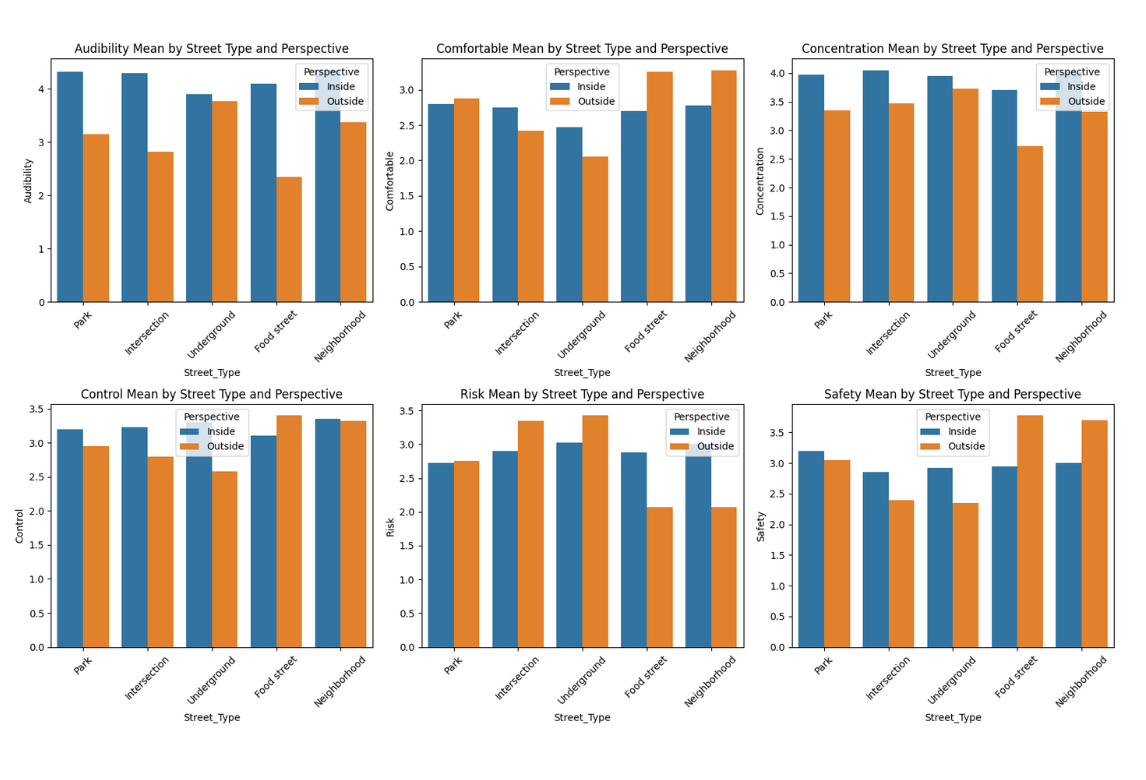 Audibility Mean by Street Type and Perspective
Audibility
4
3
2
1
0
Perspective
Inside
Outside
Park
Intersection
Underground
Food street
Neighborhood
Street_Type
Comfortable Mean by Street Type and Perspective
Comfortable
3.0
2.5
2.0
1.5
1.0
0.5
0.0
Perspective
Inside
Outside
Park
Intersection
Underground
Food street
Neighborhood
Street_Type
Concentration Mean by Street Type and Perspective
Concentration
4.0
3.5
3.0
2.5
2.0
1.5
1.0
0.5
0.0
Perspective
Inside
Outside
Park
Intersection
Underground
Food street
Neighborhood
Street_Type
Control Mean by Street Type and Perspective
Control
3.5
3.0
2.5
2.0
1.5
1.0
0.5
0.0
Perspective
Inside
Outside
Park
Intersection
Underground
Food street
Neighborhood
Street_Type
Risk Mean by Street Type and Perspective
Risk
3.5
3.0
2.5
2.0
1.5
1.0
0.5
0.0
Perspective
Inside
Outside
Park
Intersection
Underground
Food street
Neighborhood
Street_Type
Safety Mean by Street Type and Perspective
Safety
3.5
3.0
2.5
2.0
1.5
1.0
0.5
0.0
Perspective
Inside
Outside
Park
Intersection
Underground
Food street
Neighborhood
Street_Type